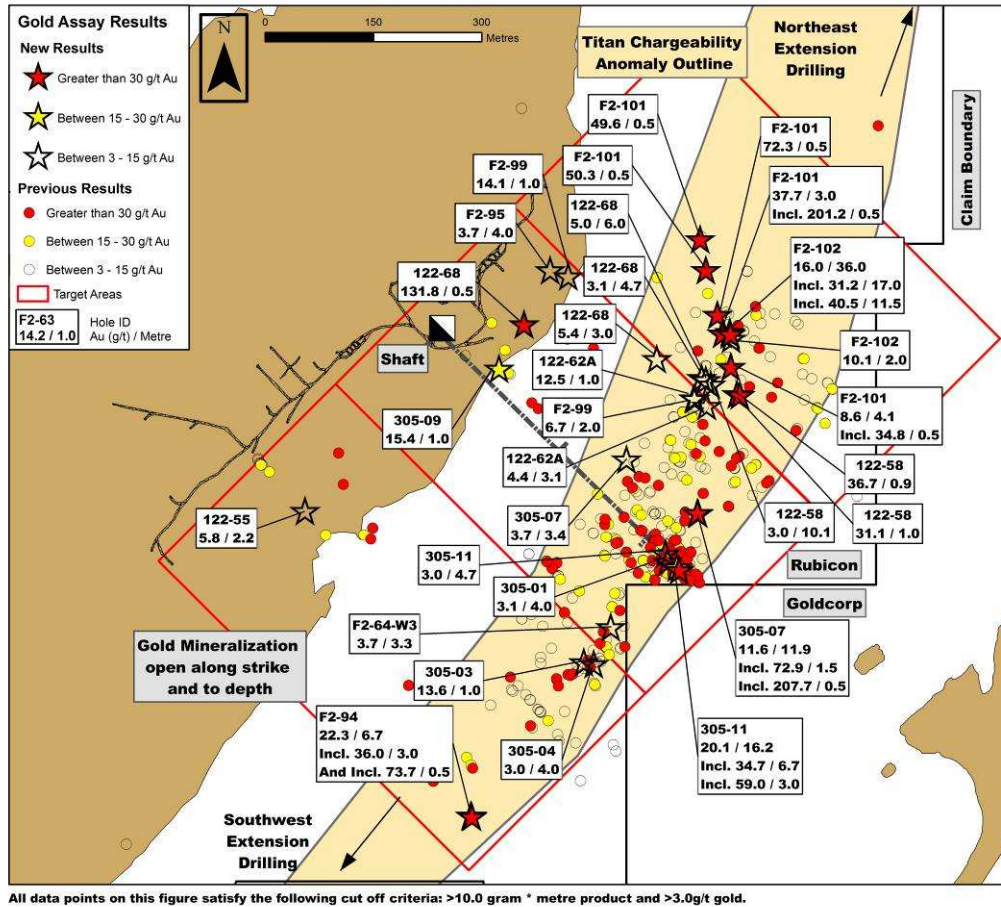 Gold Assay Results
New Results
Greater than 30 g/t Au
Between 15 - 30 g/t Au
Between 3 - 15 g/t Au
Previous Results
Greater than 30 g/t Au
Between 15 - 30 g/t Au
Between 3 - 15 g/t Au
Target Areas
F2-63
14.2 / 1.0
Hole ID
Au (g/t) / Metre
N
0 150 300
Metres
Titan Chargeability
Anomaly Outline
Northeast
Extension
Drilling
Claim Boundary
F2-101
49.6 / 0.5
F2-101
72.3 / 0.5
F2-101
50.3 / 0.5
F2-99
14.1 / 1.0
F2-101
37.7 / 3.0
Incl. 201.2 / 0.5
122-68
5.0 / 6.0
F2-95
3.7 / 4.0
F2-102
16.0 / 36.0
Incl. 31.2 / 17.0
Incl. 40.5 / 11.5
122-68
131.8 / 0.5
122-68
3.1 / 4.7
122-68
5.4 / 3.0
F2-102
10.1 / 2.0
Shaft
122-62A
12.5 / 1.0
F2-101
8.6 / 4.1
Incl. 34.8 / 0.5
305-09
15.4 / 1.0
F2-99
6.7 / 2.0
122-62A
4.4 / 3.1
122-58
36.7 / 0.9
122-55
5.8 / 2.2
305-07
3.7 / 3.4
122-58
3.0 / 10.1
122-58
31.1 / 1.0
305-11
3.0 / 4.7
Rubicon
305-01
3.1 / 4.0
Goldcorp
F2-64-W3
3.7 / 3.3
305-07
11.6 / 11.9
Incl. 72.9 / 1.5
Incl. 207.7 / 0.5
Gold Mineralization
open along strike
and to depth
305-03
13.6 / 1.0
F2-94
22.3 / 6.7
Incl. 36.0 / 3.0
And Incl. 73.7 / 0.5
305-04
3.0 / 4.0
305-11
20.1 / 16.2
Incl. 34.7 / 6.7
Incl. 59.0 / 3.0
Southwest
Extension
Drilling
All data points on this figure satisfy the following cut off criteria: >10.0 gram * metre product and >3.0g/t gold.